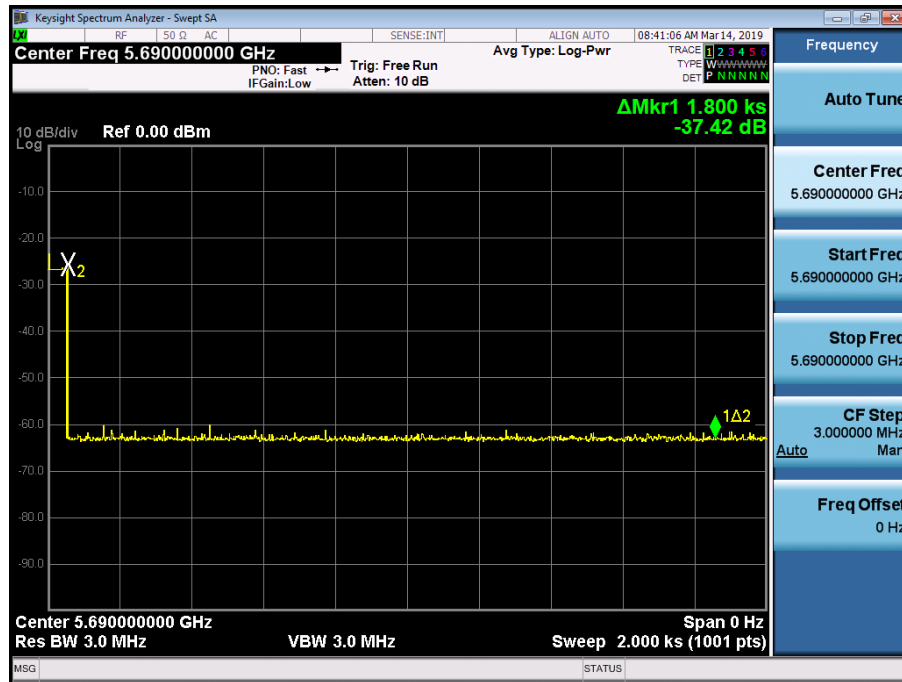 Keysight Spectrum Analyzer - Swept SA
LXI RF 50 Ω AC SENSE:INT ALIGN AUTO 08:41:06 AM Mar 14, 2019
Center Freq 5.690000000 GHz
PNO: Fast
IFGain:Low
Trig: Free Run
Atten: 10 dB
Avg Type: Log-Pwr
TRACE 1 2 3 4 5 6
TYPE WWWWWW
DET P N N N N N
ΔMkr1 1.800 ks
-37.42 dB
10 dB/div
Log
Ref 0.00 dBm
-10.0
-20.0
-30.0
-40.0
-50.0
-60.0
-70.0
-80.0
-90.0
2
1Δ2
Center 5.690000000 GHz
Span 0 Hz
Res BW 3.0 MHz
VBW 3.0 MHz
Sweep 2.000 ks (1001 pts)
MSG
STATUS
Frequency
Auto Tune
Center Freq
5.690000000 GHz
Start Freq
5.690000000 GHz
Stop Freq
5.690000000 GHz
CF Step
3.000000 MHz
Auto Man
Freq Offset
0 Hz